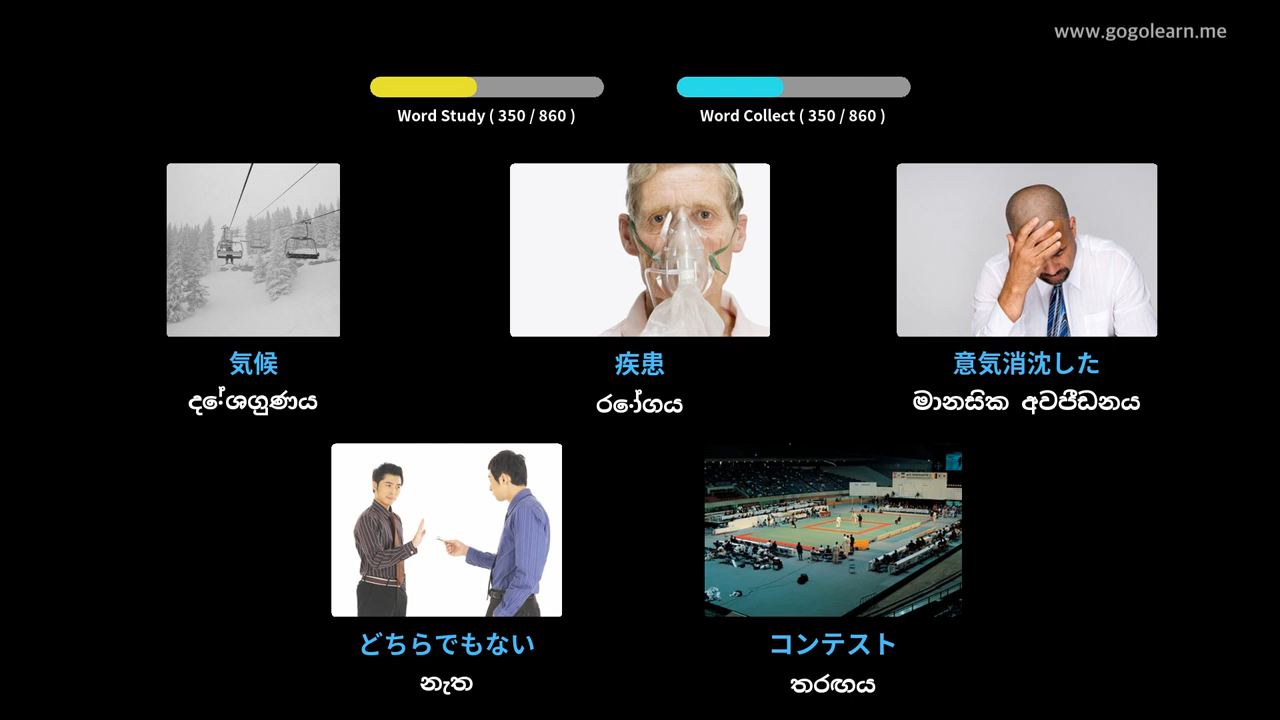 www.gogolearn.me
Word Study ( 350 / 860 )
Word Collect ( 350 / 860 )
気候
疾患
意気消沈した
දේශගුණය
රෝගය
මානසික අවපීඩනය
どちらでもない
コンテスト
නැත
තරඟය